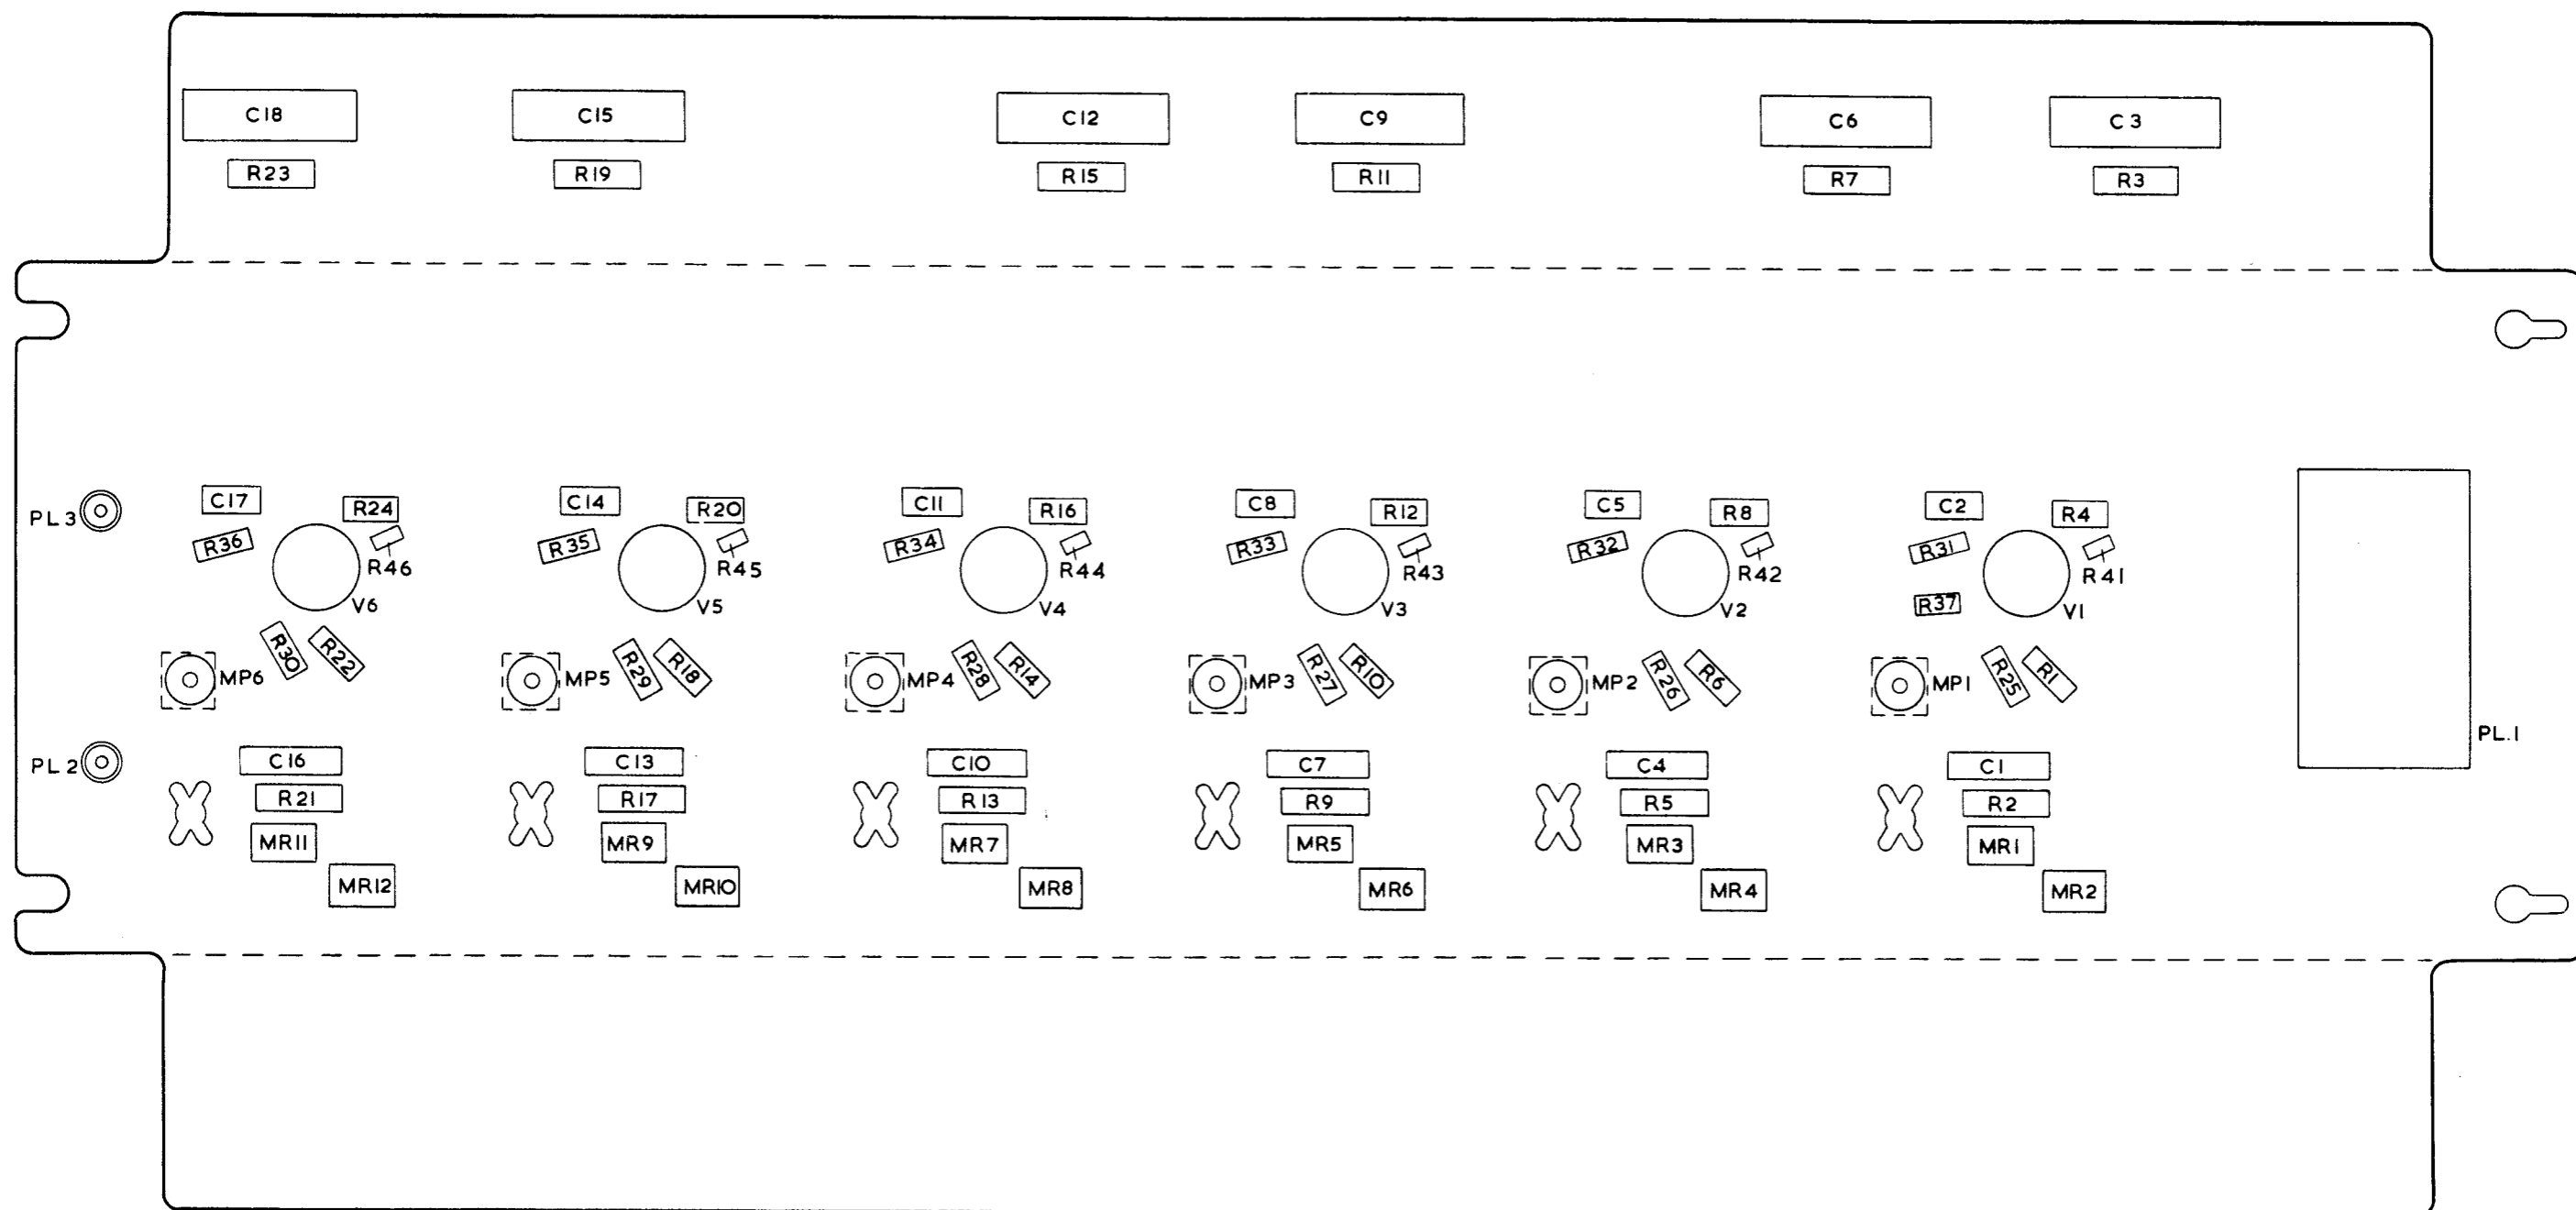 C18 C15 C12 C9 C6 C3
R23 R19 R15 R11 R7 R3
C17 C14 C11 C8 C5 C2
R24 R20 R16 R12 R8 R4
PL3
R36 R35 R34 R33 R32 R31
R46 R45 R44 R43 R42 R41
R37
V6 V5 V4 V3 V2 V1
R30 R22 R29 R18 R28 R14 R27 R10 R26 R6 R25 R1
MP6 MP5 MP4 MP3 MP2 MP1
PL.1
PL2
C16 C13 C10 C7 C4 C1
R21 R17 R13 R9 R5 R2
MR11 MR9 MR7 MR5 MR3 MR1
MR12 MR10 MR8 MR6 MR4 MR2